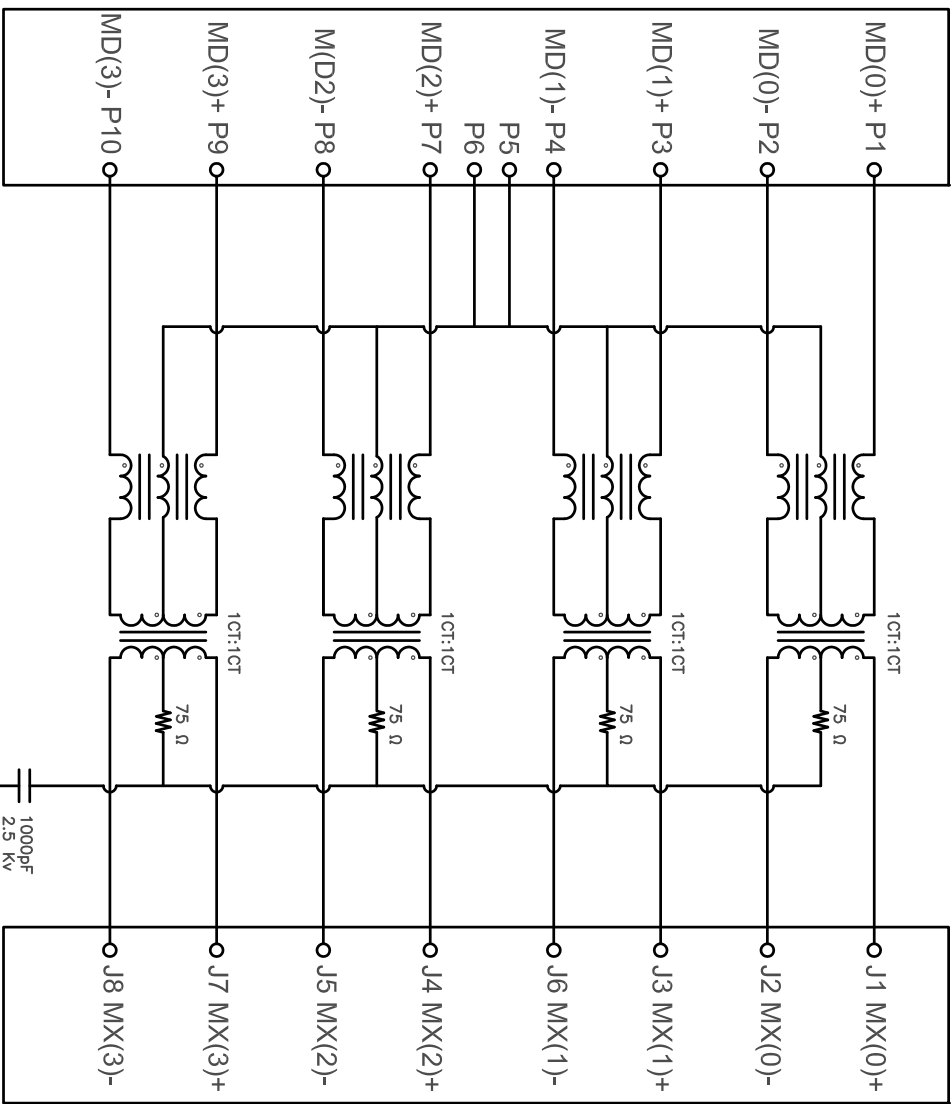 MD(0)+ P1
MD(0)- P2
MD(1)+ P3
MD(1)- P4
P5
P6
MD(2)+ P7
M(D2)- P8
MD(3)+ P9
MD(3)- P10
1CT:1CT
1CT:1CT
1CT:1CT
1CT:1CT
75 Ω
75 Ω
75 Ω
75 Ω
1000pF
2.5 Kv
J1 MX(0)+
J2 MX(0)-
J3 MX(1)+
J6 MX(1)-
J4 MX(2)+
J5 MX(2)-
J7 MX(3)+
J8 MX(3)-